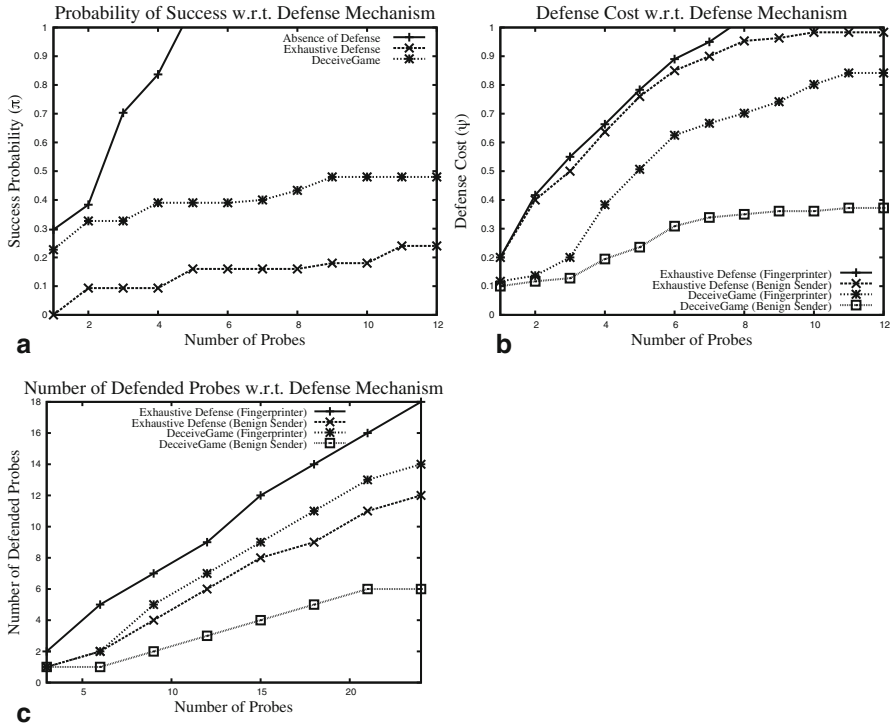 Probability of Success w.r.t. Defense Mechanism
Absence of Defense
Exhaustive Defense
DeceiveGame
Success Probability (π)
1
0.9
0.8
0.7
0.6
0.5
0.4
0.3
0.2
0.1
0
2 4 6 8 10 12
Number of Probes
a
Defense Cost w.r.t. Defense Mechanism
Defense Cost (ψ)
1
0.9
0.8
0.7
0.6
0.5
0.4
0.3
0.2
0.1
0
Exhaustive Defense (Fingerprinter)
Exhaustive Defense (Benign Sender)
DeceiveGame (Fingerprinter)
DeceiveGame (Benign Sender)
2 4 6 8 10 12
Number of Probes
b
Number of Defended Probes w.r.t. Defense Mechanism
Exhaustive Defense (Fingerprinter)
Exhaustive Defense (Benign Sender)
DeceiveGame (Fingerprinter)
DeceiveGame (Benign Sender)
Number of Defended Probes
18
16
14
12
10
8
6
4
2
0
5 10 15 20
Number of Probes
c